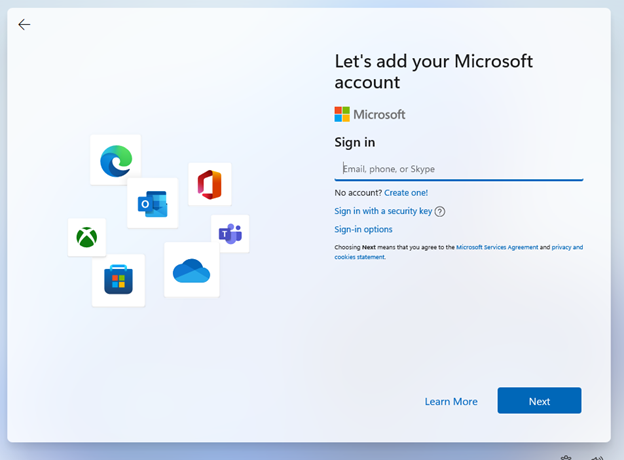 Let's add your Microsoft
account
Microsoft
Sign in
Email, phone, or Skype
No account? Create one!
Sign in with a security key ?
Sign-in options
Choosing Next means that you agree to the Microsoft Services Agreement and privacy and
cookies statement.
Learn More
Next